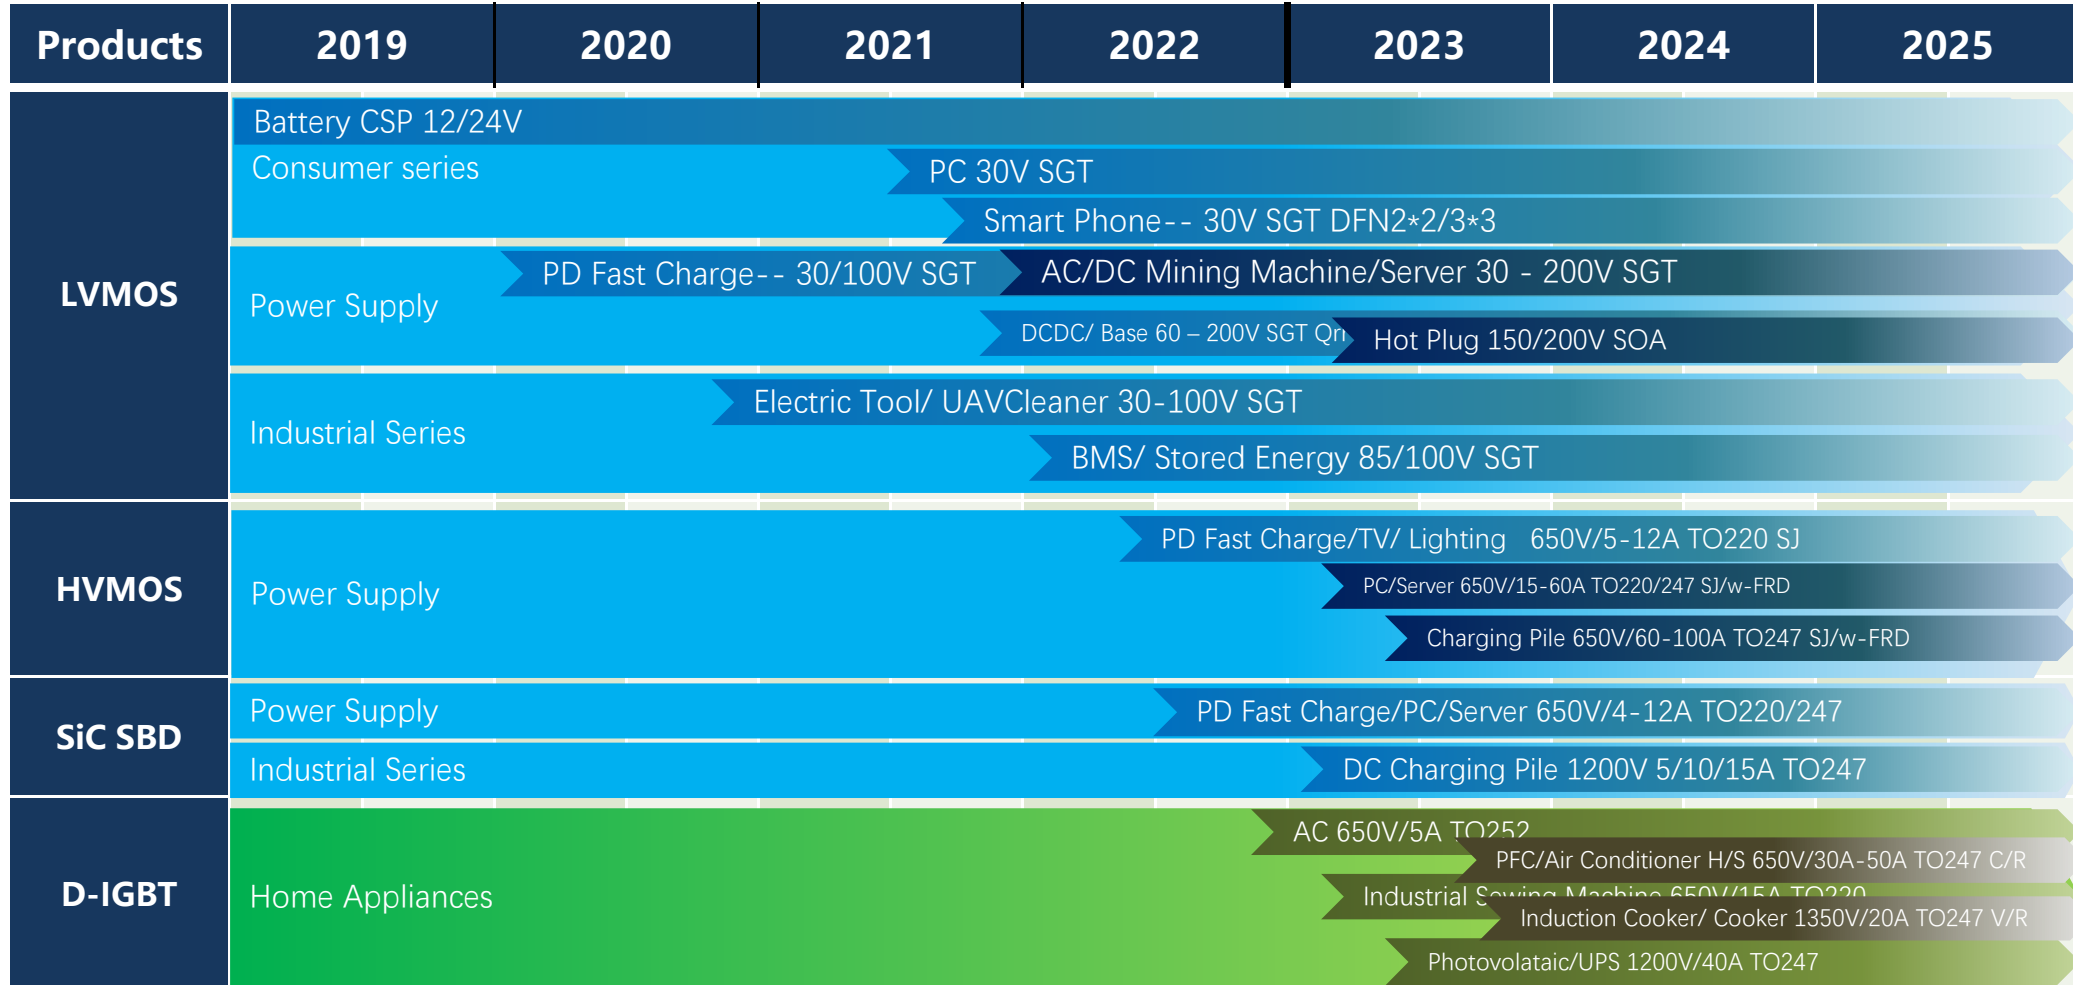 Products 2019 2020 2021 2022 2023 2024 2025
LVMOS
Battery CSP 12/24V
Consumer series
PC 30V SGT
Smart Phone-- 30V SGT DFN2*2/3*3
Power Supply
PD Fast Charge-- 30/100V SGT
AC/DC Mining Machine/Server 30 - 200V SGT
DCDC/ Base 60 – 200V SGT Qrr
Hot Plug 150/200V SOA
Industrial Series
Electric Tool/ UAVCleaner 30-100V SGT
BMS/ Stored Energy 85/100V SGT
HVMOS
Power Supply
PD Fast Charge/TV/ Lighting 650V/5-12A TO220 SJ
PC/Server 650V/15-60A TO220/247 SJ/w-FRD
Charging Pile 650V/60-100A TO247 SJ/w-FRD
SiC SBD
Power Supply
PD Fast Charge/PC/Server 650V/4-12A TO220/247
Industrial Series
DC Charging Pile 1200V 5/10/15A TO247
D-IGBT
Home Appliances
AC 650V/5A TO252
PFC/Air Conditioner H/S 650V/30A-50A TO247 C/R
Industrial Sewing Machine 650V/15A TO220
Induction Cooker/ Cooker 1350V/20A TO247 V/R
Photovolataic/UPS 1200V/40A TO247